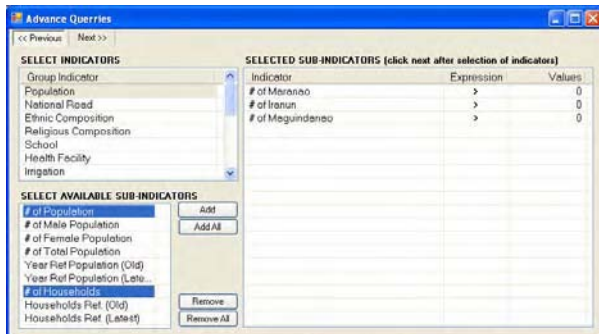 Advance Querries
<< Previous Next >>
SELECT INDICATORS
Group Indicator
Population
National Road
Ethnic Composition
Religious Composition
School
Health Facility
Irrigation
SELECT AVAILABLE SUB-INDICATORS
# of Population
# of Male Population
# of Female Population
# of Total Population
Year Ref Population (Old)
Year Ref Population (Late...
# of Households
Households Ref. (Old)
Households Ref. (Latest)
Add
Add All
Remove
Remove All
SELECTED SUB-INDICATORS (click next after selection of indicators)
Indicator Expression Values
# of Maranao > 0
# of Iranun > 0
# of Maguindanao > 0